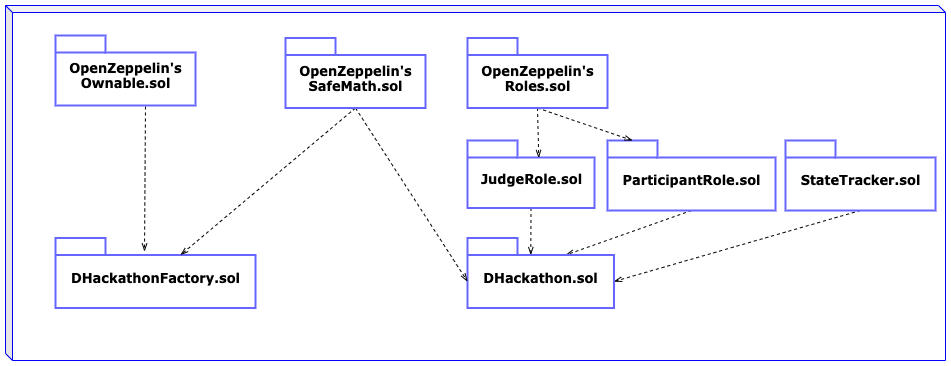 OpenZeppelin's
Ownable.sol
OpenZeppelin's
SafeMath.sol
OpenZeppelin's
Roles.sol
JudgeRole.sol
ParticipantRole.sol
StateTracker.sol
DHackathonFactory.sol
DHackathon.sol